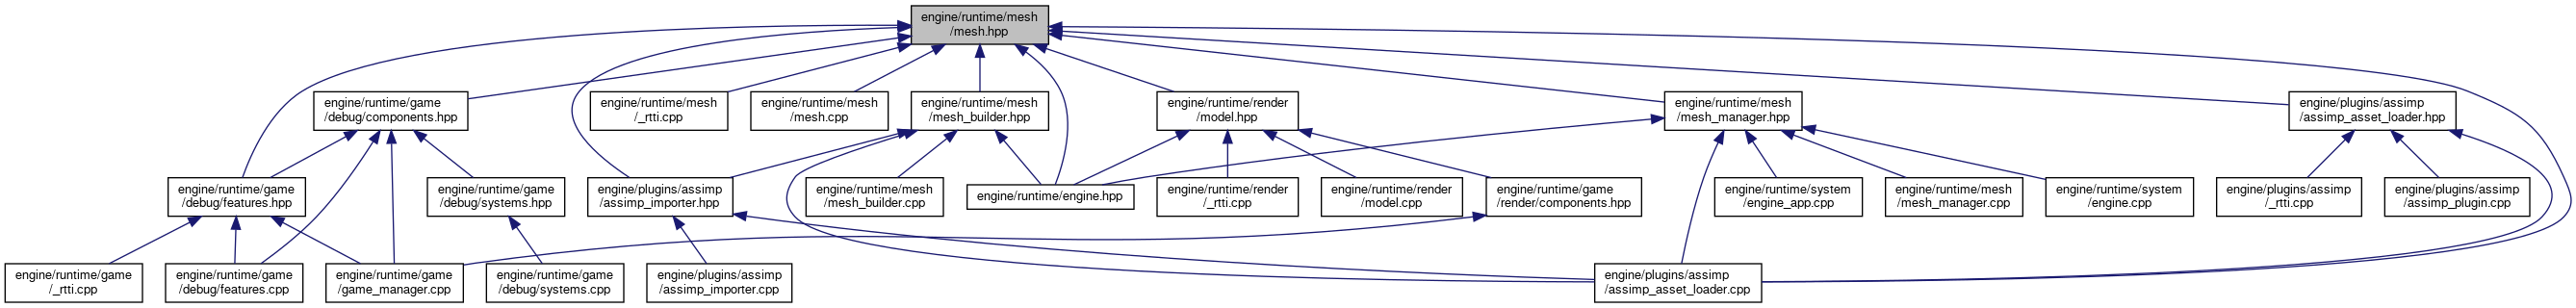 engine/runtime/mesh
/mesh.hpp
engine/runtime/game
/debug/components.hpp
engine/runtime/mesh
/_rtti.cpp
engine/runtime/mesh
/mesh.cpp
engine/runtime/mesh
/mesh_builder.hpp
engine/runtime/render
/model.hpp
engine/runtime/mesh
/mesh_manager.hpp
engine/plugins/assimp
/assimp_asset_loader.hpp
engine/runtime/game
/debug/features.hpp
engine/runtime/game
/debug/systems.hpp
engine/plugins/assimp
/assimp_importer.hpp
engine/runtime/mesh
/mesh_builder.cpp
engine/runtime/engine.hpp
engine/runtime/render
/_rtti.cpp
engine/runtime/render
/model.cpp
engine/runtime/game
/render/components.hpp
engine/runtime/system
/engine_app.cpp
engine/runtime/mesh
/mesh_manager.cpp
engine/runtime/system
/engine.cpp
engine/plugins/assimp
/_rtti.cpp
engine/plugins/assimp
/assimp_plugin.cpp
engine/runtime/game
/_rtti.cpp
engine/runtime/game
/debug/features.cpp
engine/runtime/game
/game_manager.cpp
engine/runtime/game
/debug/systems.cpp
engine/plugins/assimp
/assimp_importer.cpp
engine/plugins/assimp
/assimp_asset_loader.cpp